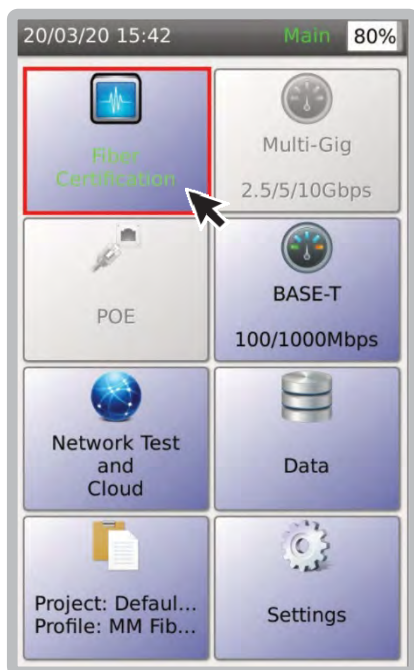 20/03/20 15:42 Main 80%
Fiber
Certification
Multi-Gig
2.5/5/10Gbps
POE
BASE-T
100/1000Mbps
Network Test
and
Cloud
Data
Project: Defaul...
Profile: MM Fib...
Settings